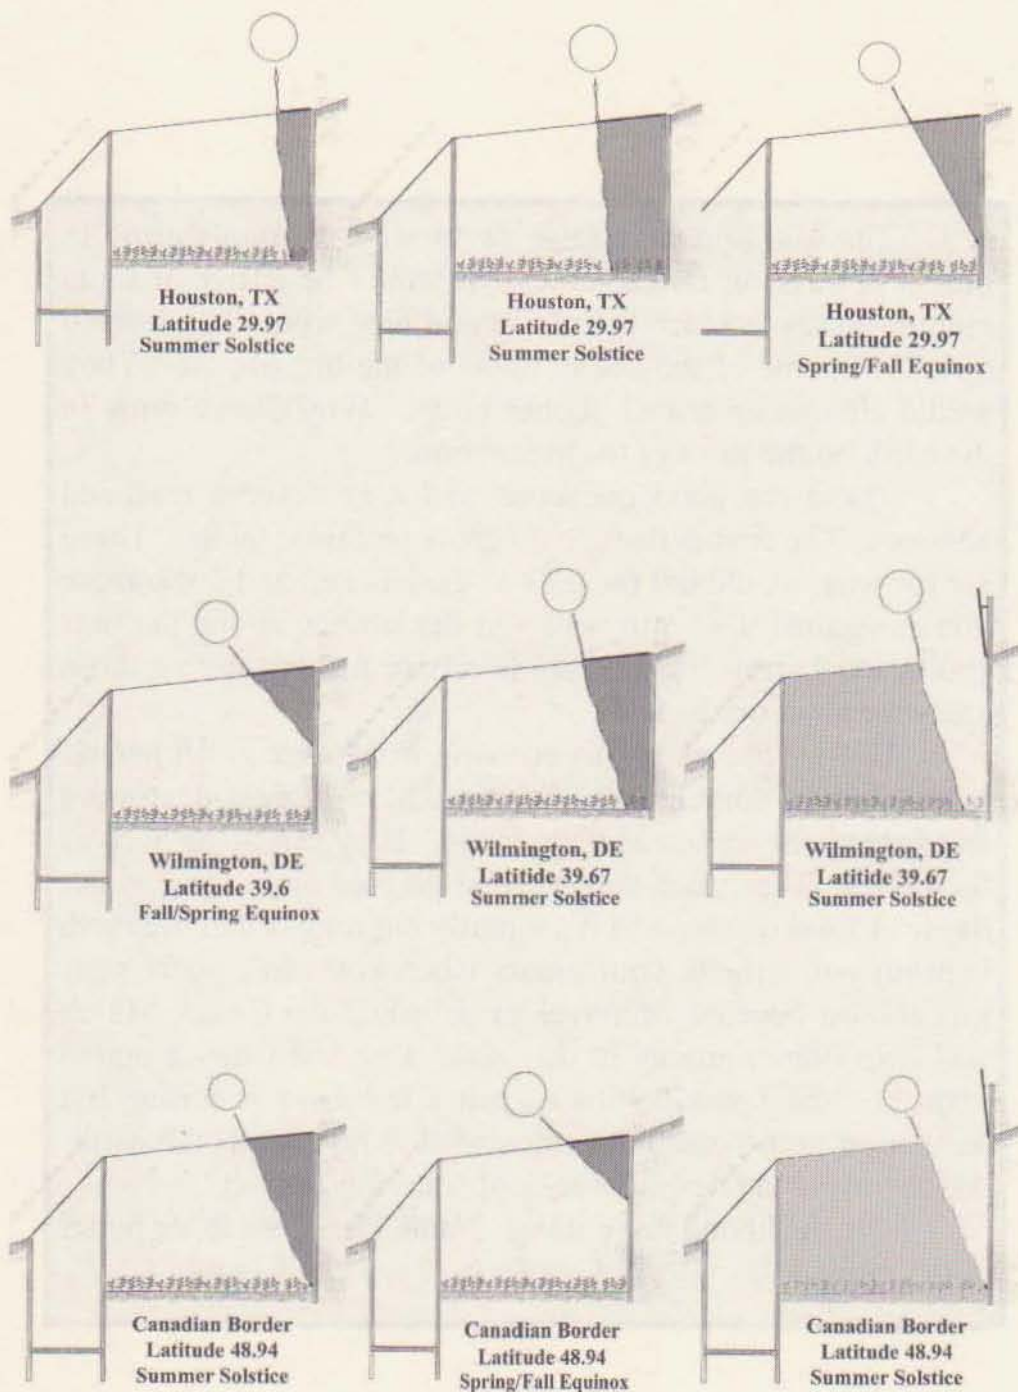 Houston, TX
Latitude 29.97
Summer Solstice
Houston, TX
Latitude 29.97
Summer Solstice
Houston, TX
Latitude 29.97
Spring/Fall Equinox
Wilmington, DE
Latitude 39.6
Fall/Spring Equinox
Wilmington, DE
Latitide 39.67
Summer Solstice
Wilmington, DE
Latitide 39.67
Summer Solstice
Canadian Border
Latitude 48.94
Summer Solstice
Canadian Border
Latitude 48.94
Spring/Fall Equinox
Canadian Border
Latitude 48.94
Summer Solstice